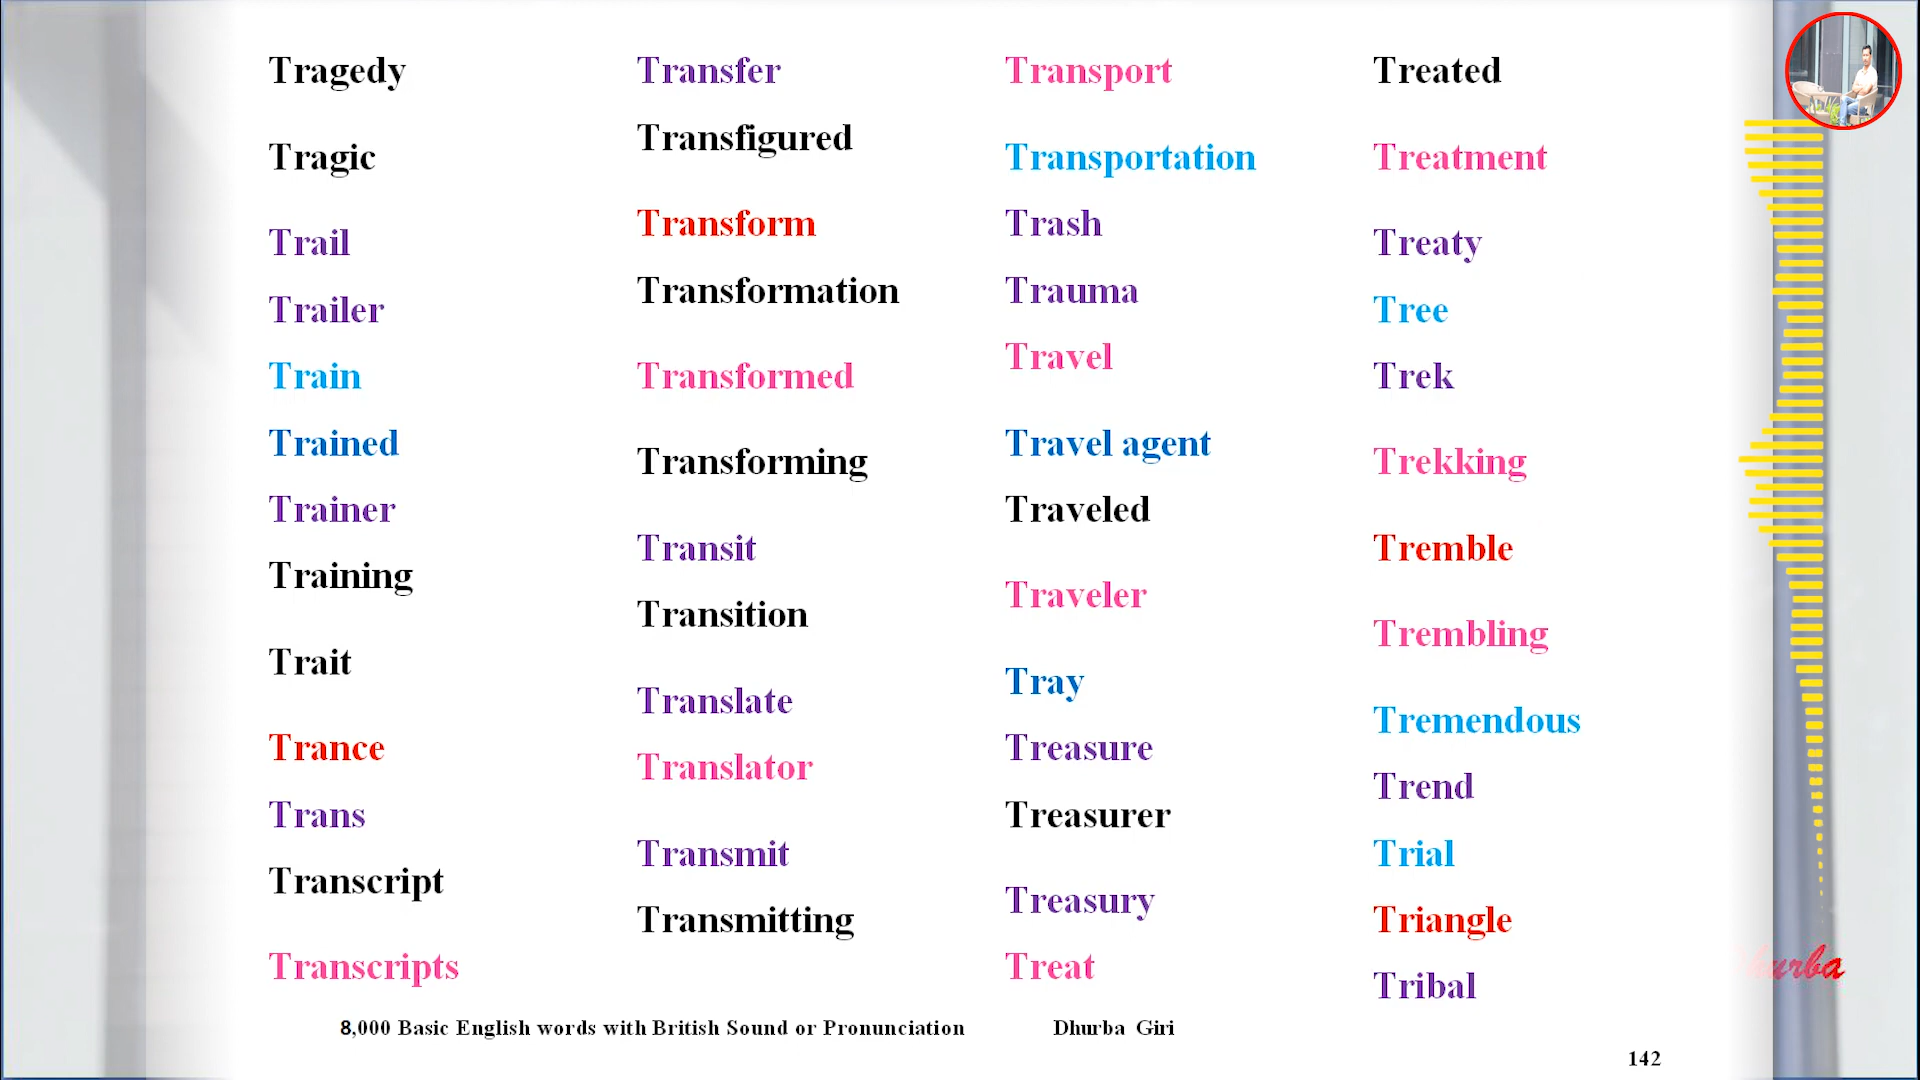 Tragedy
Tragic
Trail
Trailer
Train
Trained
Trainer
Training
Trait
Trance
Trans
Transcript
Transcripts
Transfer
Transfigured
Transform
Transformation
Transformed
Transforming
Transit
Transition
Translate
Translator
Transmit
Transmitting
Transport
Transportation
Trash
Trauma
Travel
Travel agent
Traveled
Traveler
Tray
Treasure
Treasurer
Treasury
Treat
Treated
Treatment
Treaty
Tree
Trek
Trekking
Tremble
Trembling
Tremendous
Trend
Trial
Triangle
Tribal
8,000 Basic English words with British Sound or Pronunciation Dhurba Giri
142